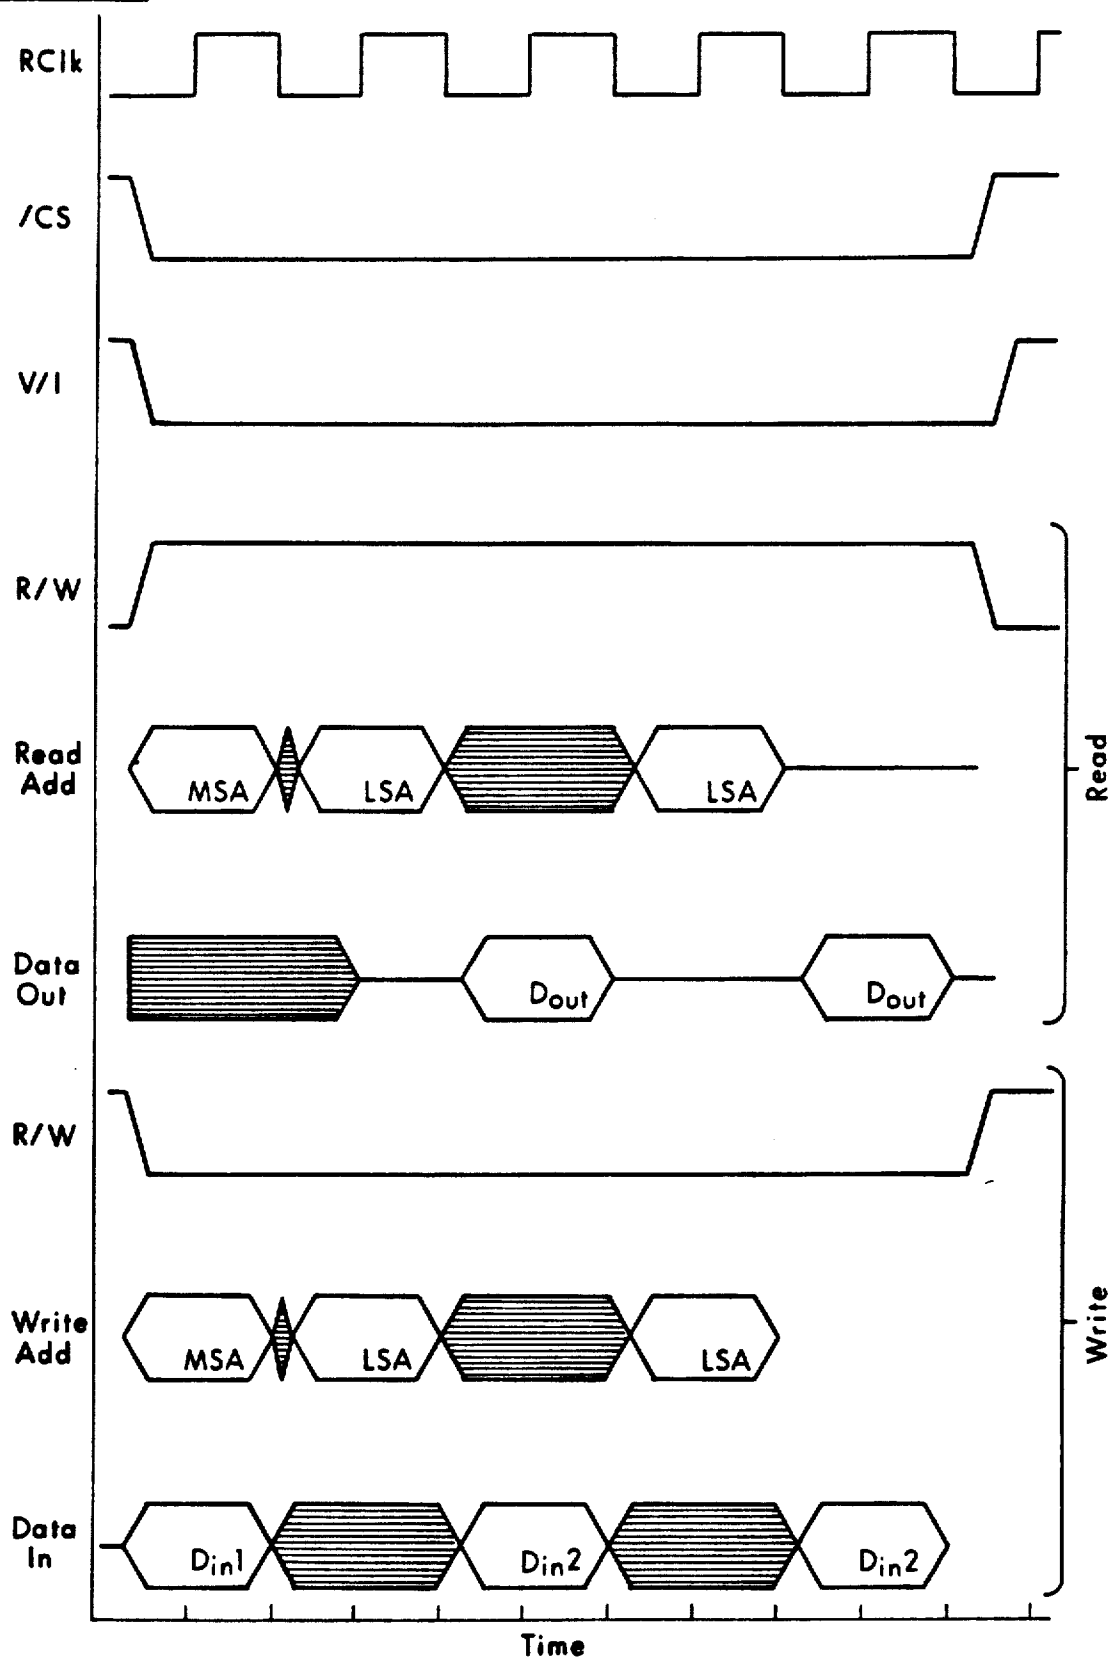 RClk
/CS
V/I
R/W
Read
Add
MSA
LSA
LSA
Read
Data
Out
Dout
Dout
R/W
Write
Add
MSA
LSA
LSA
Write
Data
In
Din1
Din2
Din2
Time